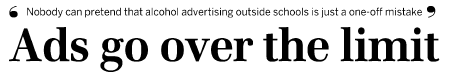 ❛ Nobody can pretend that alcohol advertising outside schools is just a one-off mistake ❜
Ads go over the limit